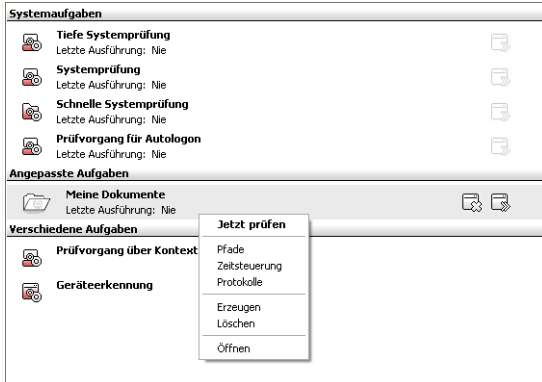 Systemaufgaben
Tiefe Systemprüfung
Letzte Ausführung: Nie
Systemprüfung
Letzte Ausführung: Nie
Schnelle Systemprüfung
Letzte Ausführung: Nie
Prüfvorgang für Autologon
Letzte Ausführung: Nie
Angepasste Aufgaben
Meine Dokumente
Letzte Ausführung: Nie
Verschiedene Aufgaben
Prüfvorgang über Kontext
Geräteerkennung
Jetzt prüfen
Pfade
Zeitsteuerung
Protokolle
Erzeugen
Löschen
Öffnen